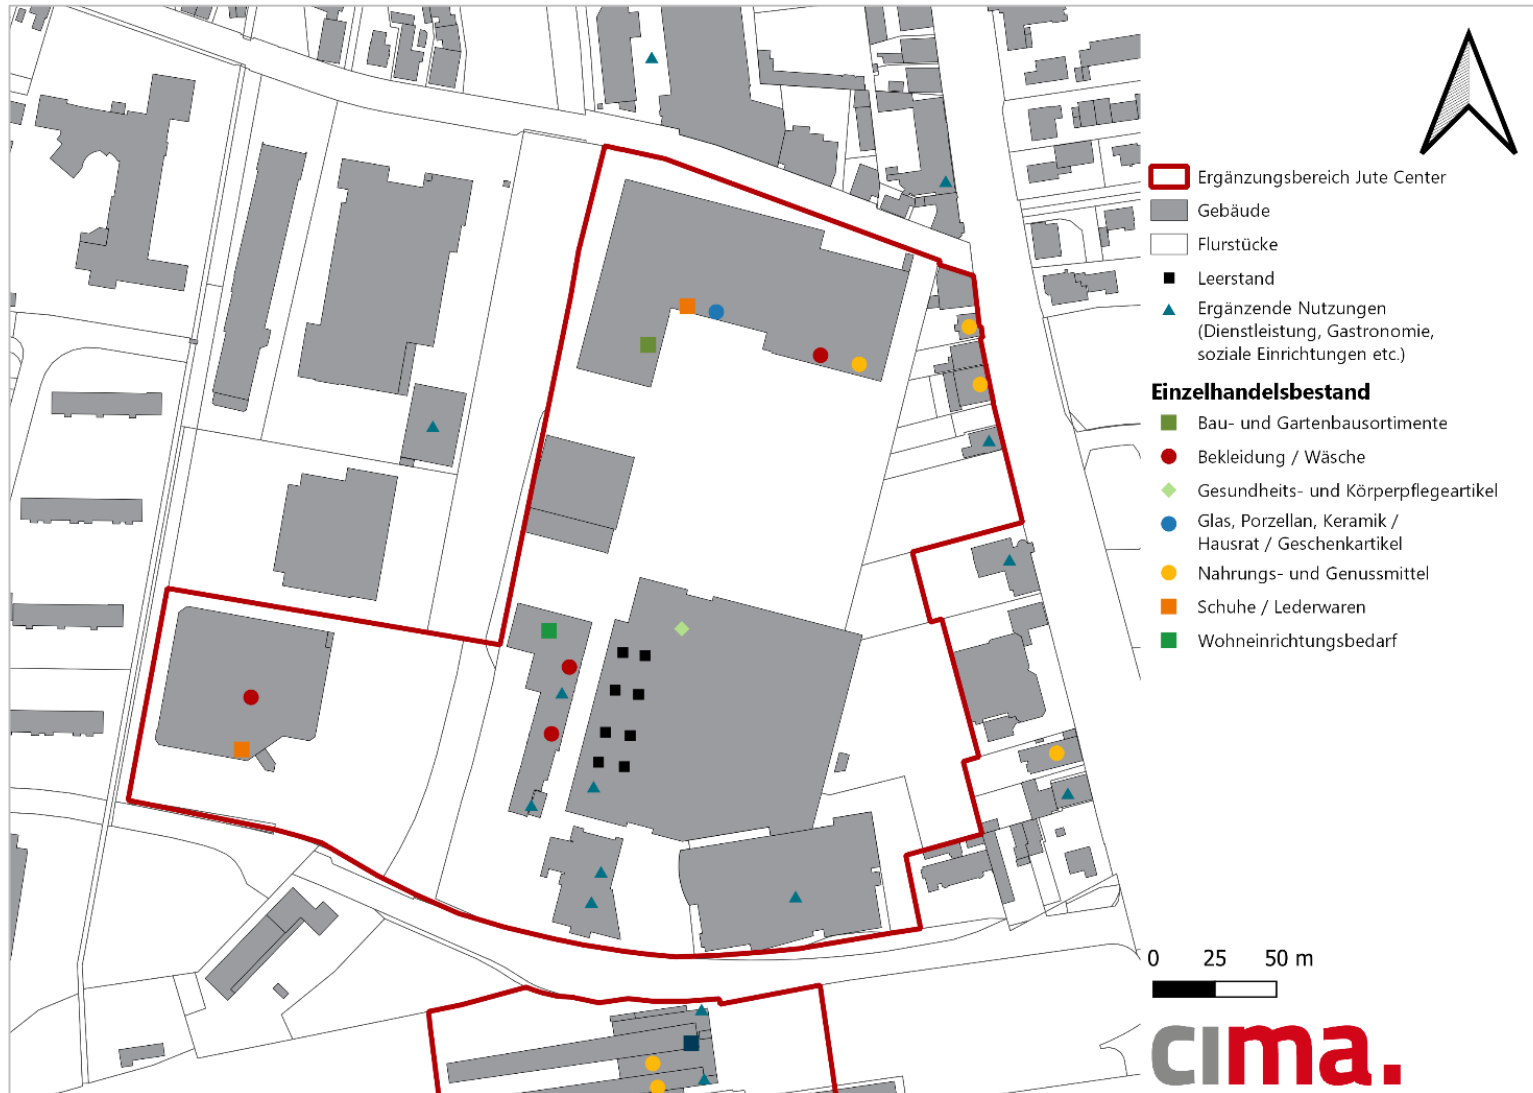 Ergänzungsbereich Jute Center
Gebäude
Flurstücke
Leerstand
Ergänzende Nutzungen
(Dienstleistung, Gastronomie,
soziale Einrichtungen etc.)
Einzelhandelsbestand
Bau- und Gartenbausortimente
Bekleidung / Wäsche
Gesundheits- und Körperpflegeartikel
Glas, Porzellan, Keramik /
Hausrat / Geschenkartikel
Nahrungs- und Genussmittel
Schuhe / Lederwaren
Wohneinrichtungsbedarf
0 25 50 m
cima.